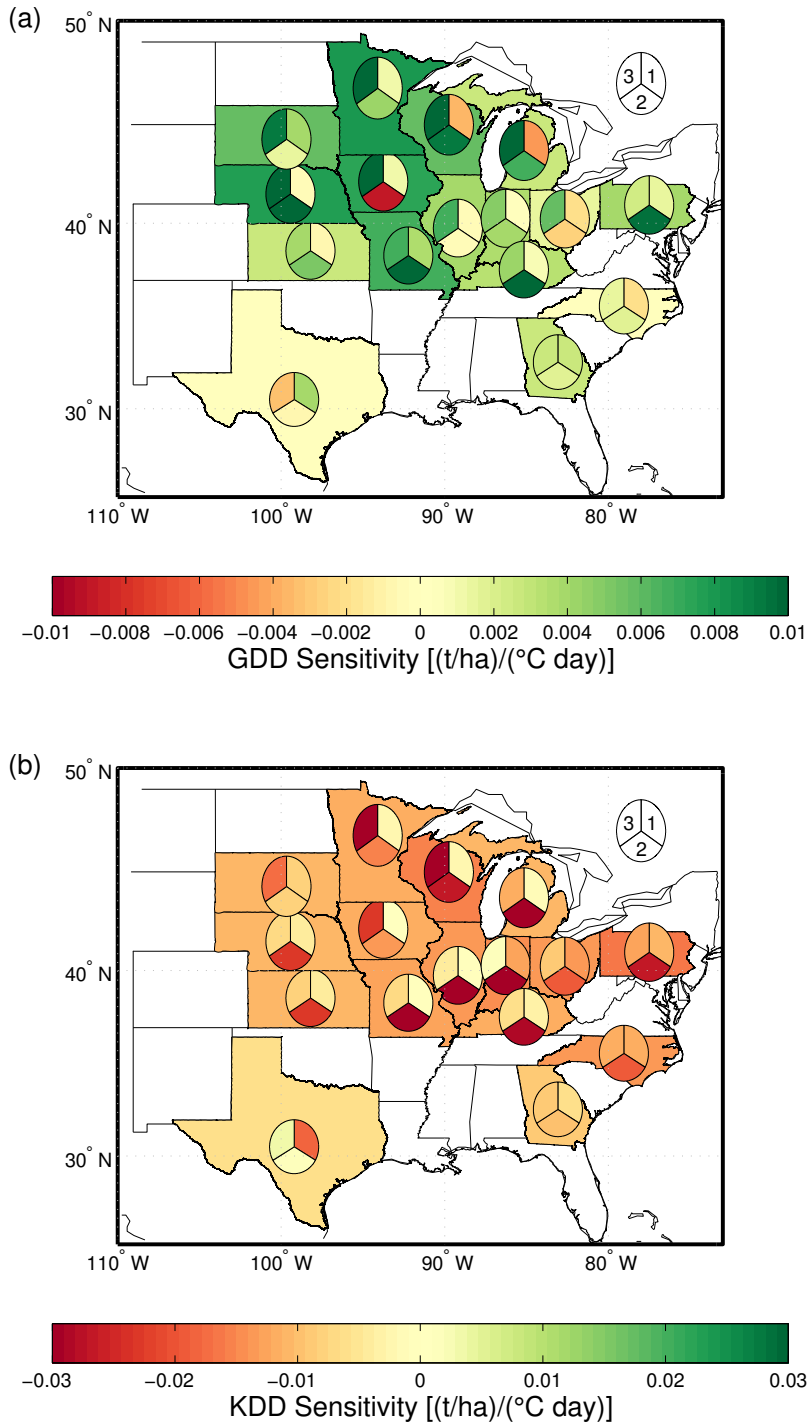 (a)
50° N
40° N
30° N
3 1
2
110° W 100° W 90° W 80° W
−0.01 −0.008 −0.006 −0.004 −0.002 0 0.002 0.004 0.006 0.008 0.01
GDD Sensitivity [(t/ha)/(°C day)]
(b)
50° N
40° N
30° N
3 1
2
110° W 100° W 90° W 80° W
−0.03 −0.02 −0.01 0 0.01 0.02 0.03
KDD Sensitivity [(t/ha)/(°C day)]